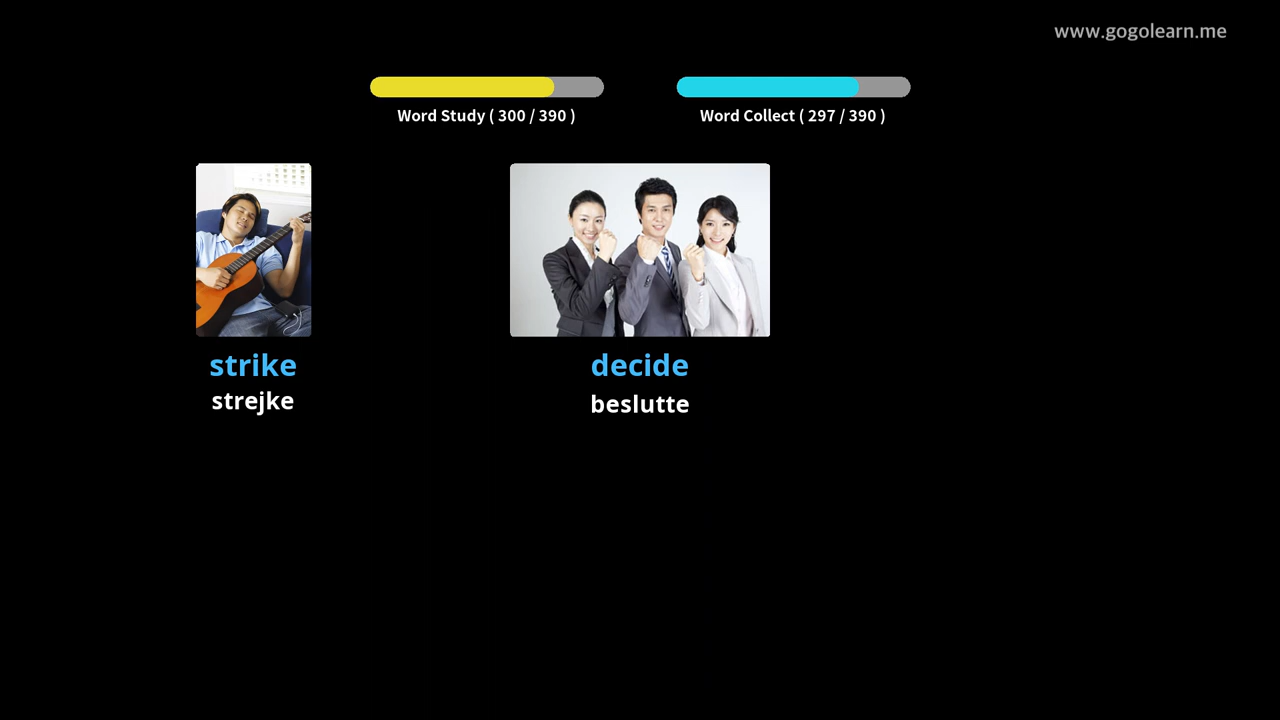 www.gogolearn.me
Word Study ( 300 / 390 )
Word Collect ( 297 / 390 )
strike
strejke
decide
beslutte